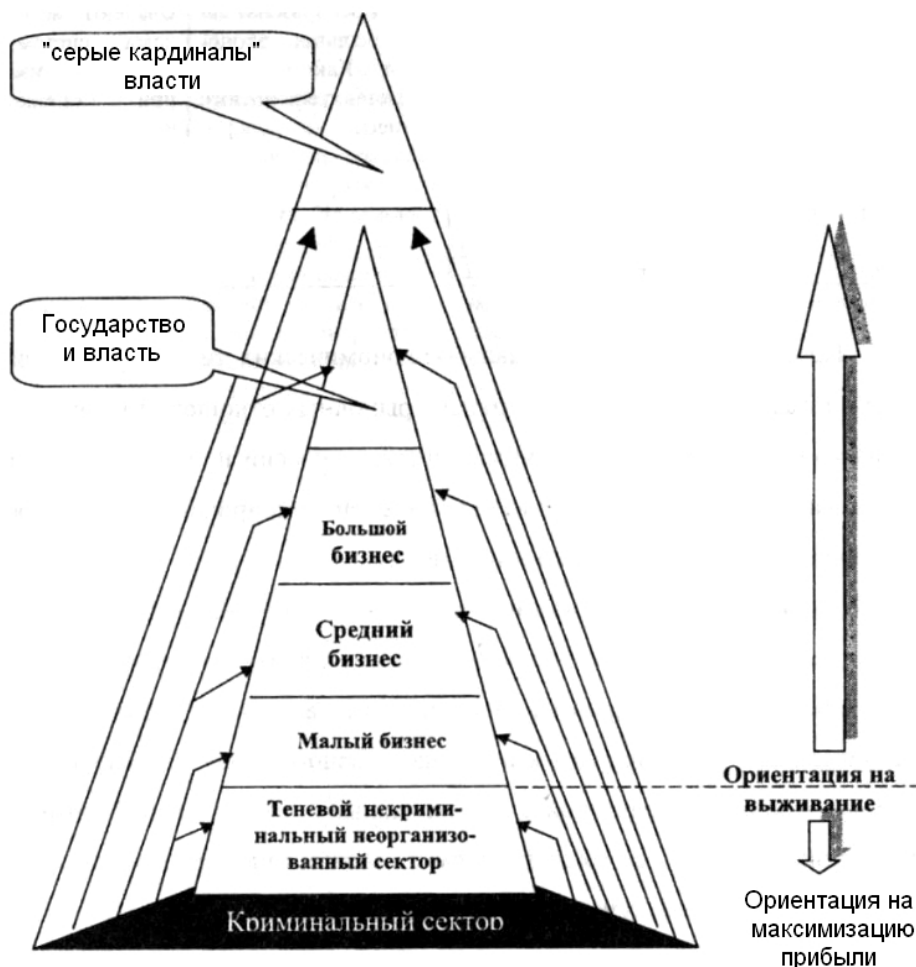 "серые кардиналы"
власти
Государство
и власть
Большой
бизнес
Средний
бизнес
Малый бизнес
Теневой некрими-
нальный неорганизо-
ванный сектор
Криминальный сектор
Ориентация на
выживание
Ориентация на
максимизацию
прибыли